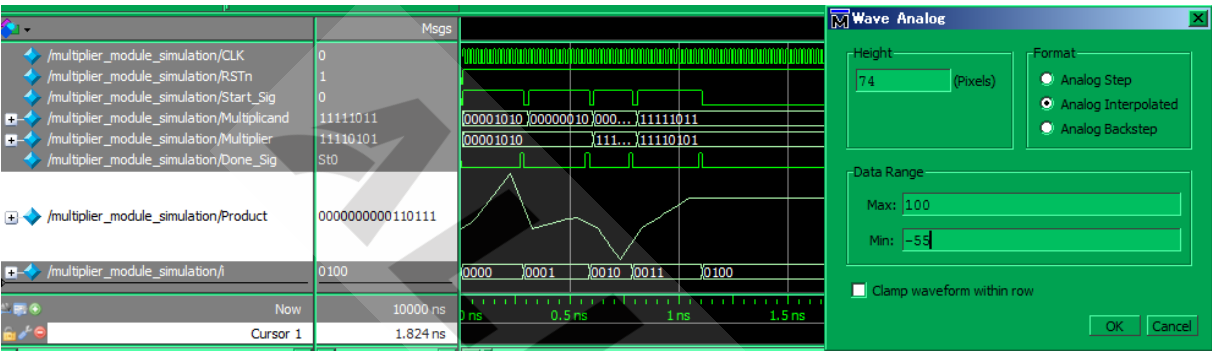 Msgs
/multiplier_module_simulation/CLK 0
/multiplier_module_simulation/RSTn 1
/multiplier_module_simulation/Start_Sig 0
/multiplier_module_simulation/Multiplicand 11111011 00001010 00000010 000... 11111011
/multiplier_module_simulation/Multiplier 11110101 00001010 111... 11110101
/multiplier_module_simulation/Done_Sig St0
/multiplier_module_simulation/Product 0000000000110111
/multiplier_module_simulation/i 0100 0000 0001 0010 0011 0100
Now 10000 ns ns 0.5 ns 1 ns 1.5 ns
Cursor 1 1.824 ns
Wave Analog
Height
74 (Pixels)
Format
Analog Step
Analog Interpolated
Analog Backstep
Data Range
Max: 100
Min: -55
Clamp waveform within row
OK Cancel